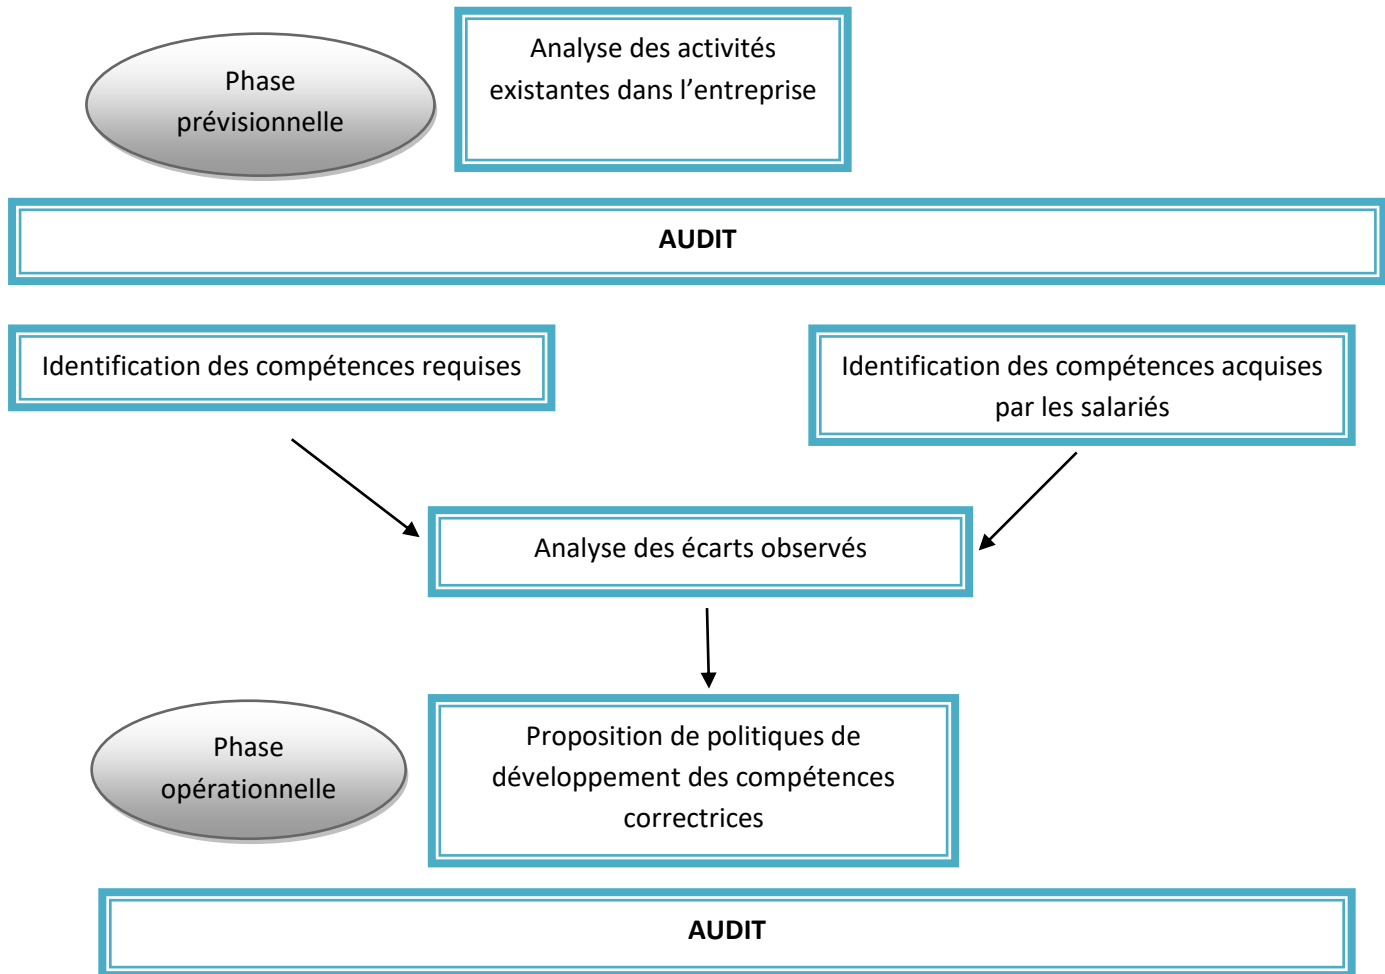 Phase
prévisionnelle
Analyse des activités
existantes dans l’entreprise
AUDIT
Identification des compétences requises
Identification des compétences acquises
par les salariés
Analyse des écarts observés
Phase
opérationnelle
Proposition de politiques de
développement des compétences
correctrices
AUDIT